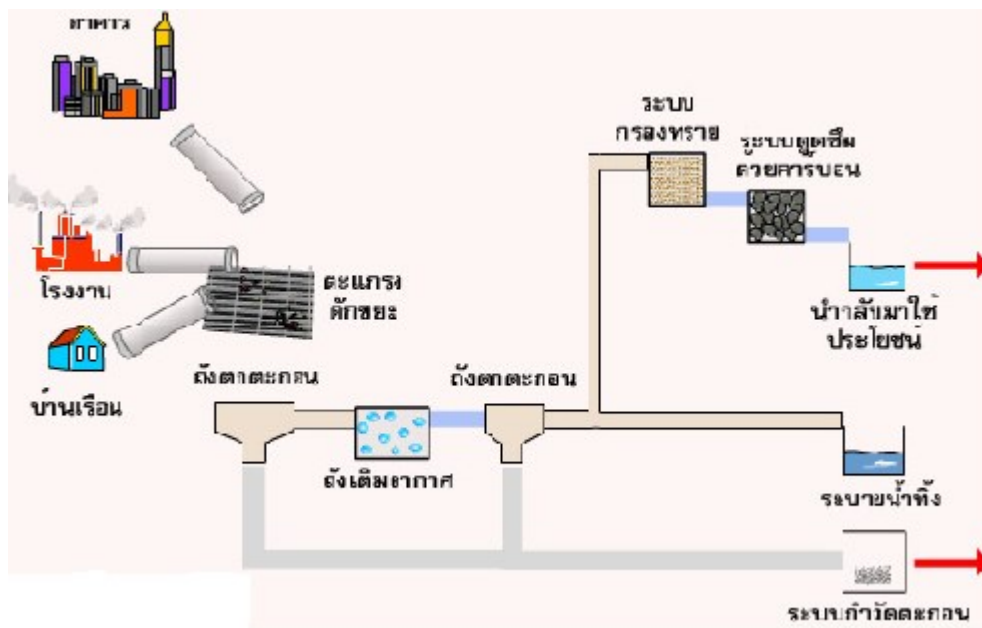 อาคาร
ระบบ
กรองทราย
ระบบดูดซึม
ด้วยคาร์บอน
โรงงาน
ตะแกรง
ดักขยะ
นำกลับมาใช้
ประโยชน์
บ้านเรือน
ถังตกตะกอน
ถังตกตะกอน
ถังเติมอากาศ
ระบายน้ำทิ้ง
ระบบกำจัดตะกอน